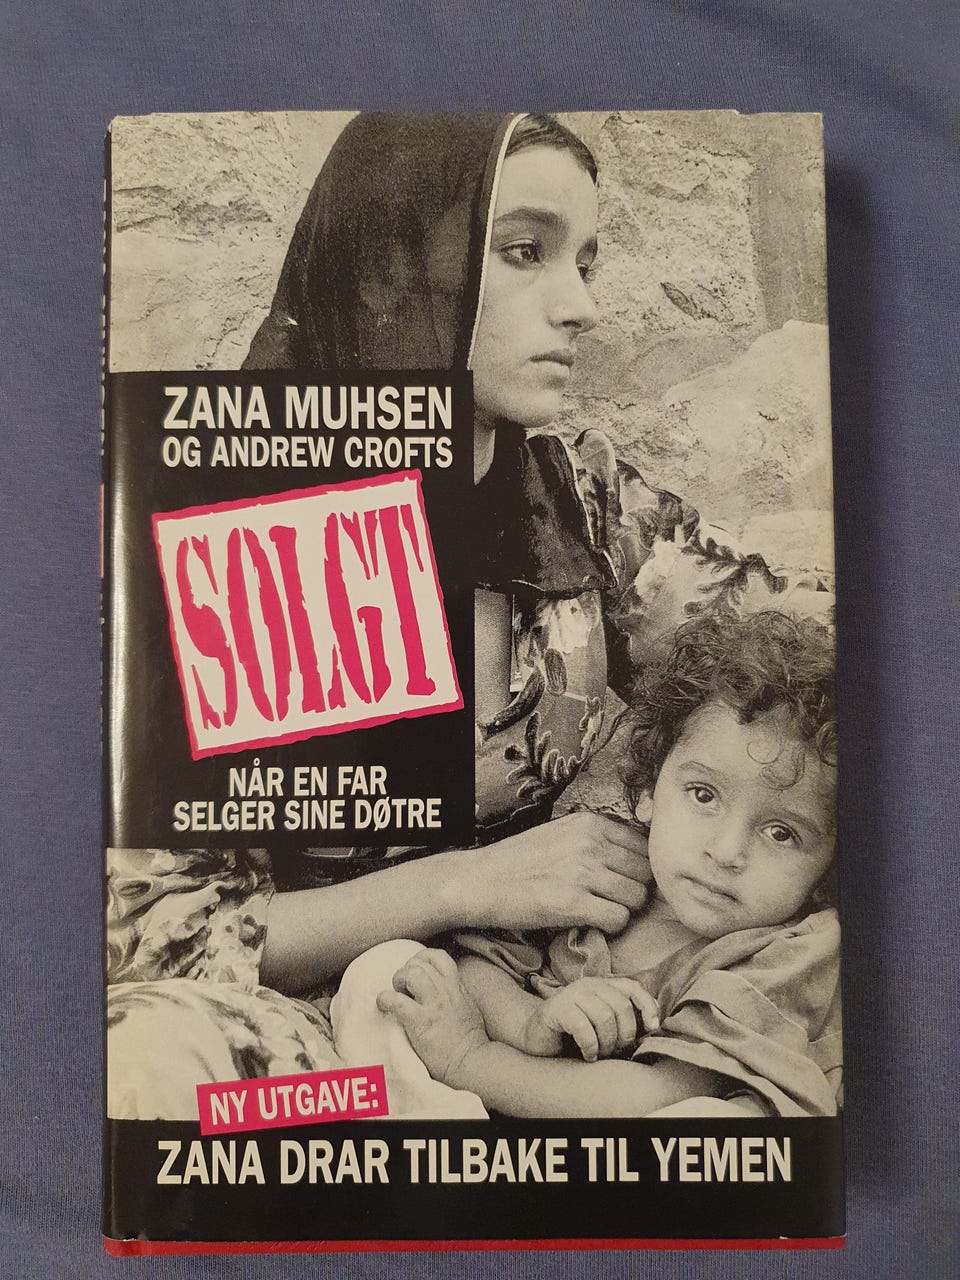 ZANA MUHSEN
OG ANDREW CROFTS
SOLGT
NÅR EN FAR
SELGER SINE DØTRE
NY UTGAVE:
ZANA DRAR TILBAKE TIL YEMEN